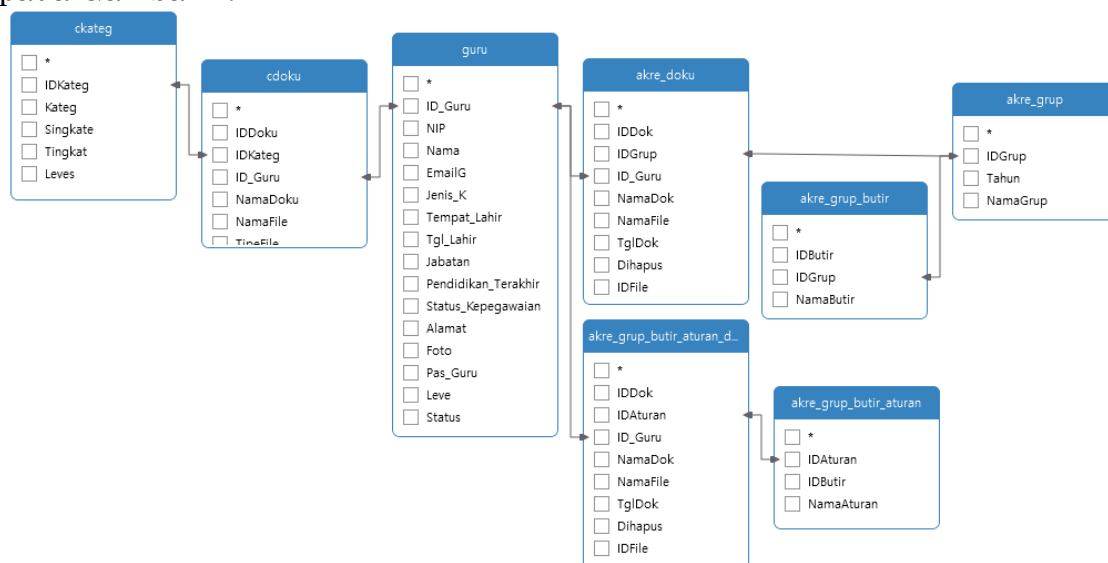 ckateg
*
IDKateg
Kateg
Singkate
Tingkat
Leves
cdoku
*
IDDoku
IDKateg
ID_Guru
NamaDoku
NamaFile
TipeFile
guru
*
ID_Guru
NIP
Nama
EmailG
Jenis_K
Tempat_Lahir
Tgl_Lahir
Jabatan
Pendidikan_Terakhir
Status_Kepegawaian
Alamat
Foto
Pas_Guru
Leve
Status
akre_doku
*
IDDok
IDGrup
ID_Guru
NamaDok
NamaFile
TglDok
Dihapus
IDFile
akre_grup
*
IDGrup
Tahun
NamaGrup
akre_grup_butir
*
IDButir
IDGrup
NamaButir
akre_grup_butir_aturan_d...
*
IDDok
IDAturan
ID_Guru
NamaDok
NamaFile
TglDok
Dihapus
IDFile
akre_grup_butir_aturan
*
IDAturan
IDButir
NamaAturan